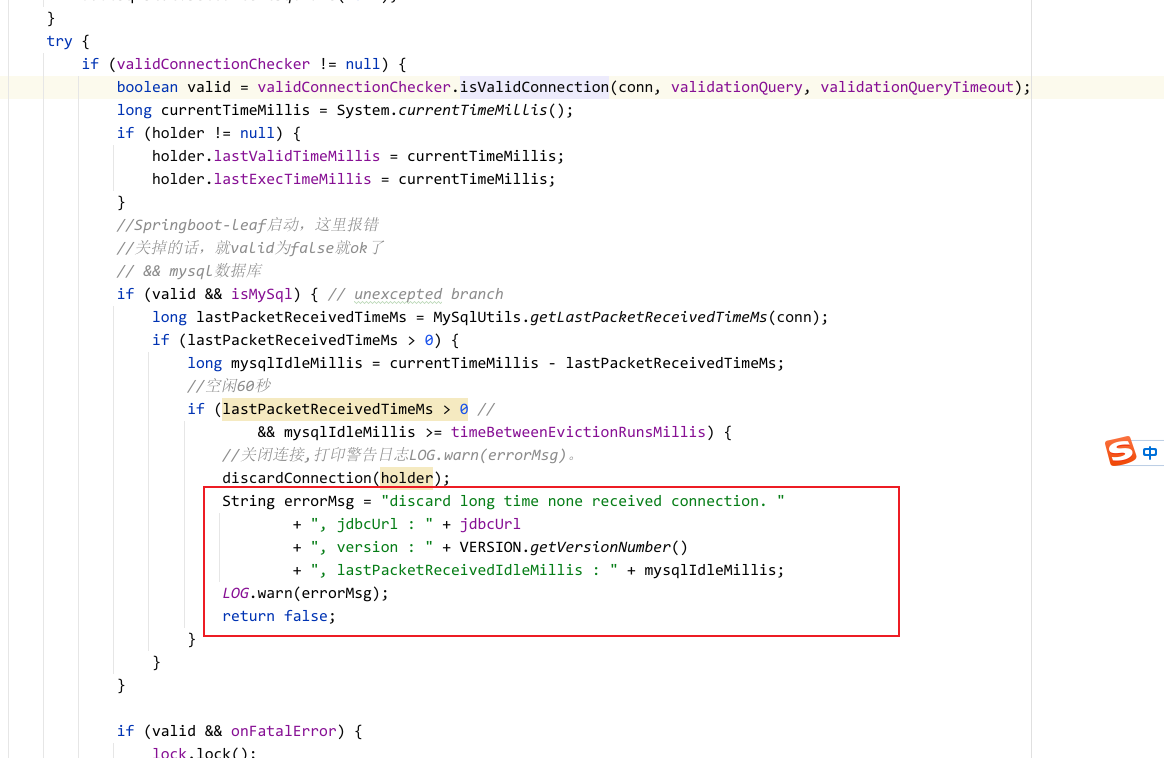 }
try {
if (validConnectionChecker != null) {
boolean valid = validConnectionChecker.isValidConnection(conn, validationQuery, validationQueryTimeout);
long currentTimeMillis = System.currentTimeMillis();
if (holder != null) {
holder.lastValidTimeMillis = currentTimeMillis;
holder.lastExecTimeMillis = currentTimeMillis;
}
//Springboot-leaf启动，这里报错
//关掉的话，就valid为false就ok了
// && mysql数据库
if (valid && isMySql) { // unexcepted branch
long lastPacketReceivedTimeMs = MySqlUtils.getLastPacketReceivedTimeMs(conn);
if (lastPacketReceivedTimeMs > 0) {
long mysqlIdleMillis = currentTimeMillis - lastPacketReceivedTimeMs;
//空闲60秒
if (lastPacketReceivedTimeMs > 0 //
&& mysqlIdleMillis >= timeBetweenEvictionRunsMillis) {
//关闭连接,打印警告日志LOG.warn(errorMsg)。
discardConnection(holder);
String errorMsg = "discard long time none received connection. "
+ ", jdbcUrl : " + jdbcUrl
+ ", version : " + VERSION.getVersionNumber()
+ ", lastPacketReceivedIdleMillis : " + mysqlIdleMillis;
LOG.warn(errorMsg);
return false;
}
}
}
if (valid && onFatalError) {
lock.lock();
S 中